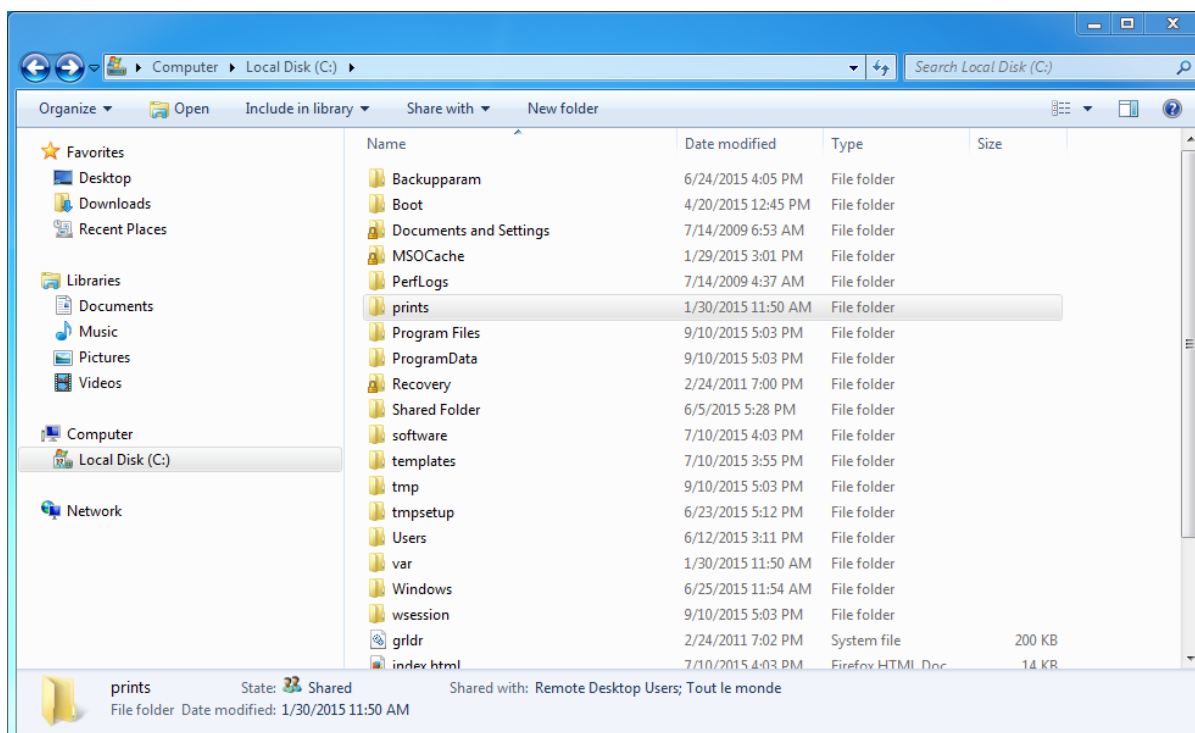 Computer Local Disk (C:) Search Local Disk (C:)
Organize Open Include in library Share with New folder
Favorites
Desktop
Downloads
Recent Places
Libraries
Documents
Music
Pictures
Videos
Computer
Local Disk (C:)
Network
Name Date modified Type Size
Backupparam 6/24/2015 4:05 PM File folder
Boot 4/20/2015 12:45 PM File folder
Documents and Settings 7/14/2009 6:53 AM File folder
MSOCache 1/29/2015 3:01 PM File folder
PerfLogs 7/14/2009 4:37 AM File folder
prints 1/30/2015 11:50 AM File folder
Program Files 9/10/2015 5:03 PM File folder
ProgramData 9/10/2015 5:03 PM File folder
Recovery 2/24/2011 7:00 PM File folder
Shared Folder 6/5/2015 5:28 PM File folder
software 7/10/2015 4:03 PM File folder
templates 7/10/2015 3:55 PM File folder
tmp 9/10/2015 5:03 PM File folder
tmpsetup 6/23/2015 5:12 PM File folder
Users 6/12/2015 3:11 PM File folder
var 1/30/2015 11:50 AM File folder
Windows 6/25/2015 11:54 AM File folder
wsession 9/10/2015 5:03 PM File folder
grldr 2/24/2011 7:02 PM System file 200 KB
index.html 7/10/2015 4:03 PM Firefox HTML Doc... 14 KB
prints State: Shared Shared with: Remote Desktop Users; Tout le monde
File folder Date modified: 1/30/2015 11:50 AM